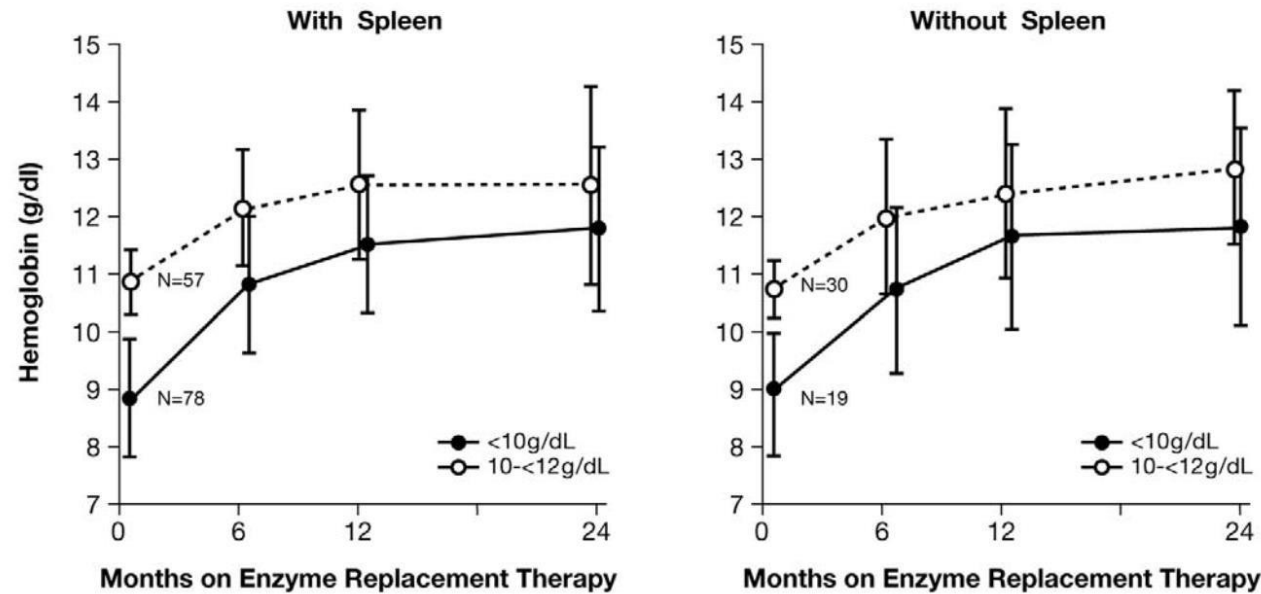 With Spleen
15
14
13
12
11
10
9
8
7
Hemoglobin (g/dl)
N=57
N=78
<10g/dL
10-<12g/dL
0 6 12 24
Months on Enzyme Replacement Therapy
Without Spleen
15
14
13
12
11
10
9
8
7
N=30
N=19
<10g/dL
10-<12g/dL
0 6 12 24
Months on Enzyme Replacement Therapy